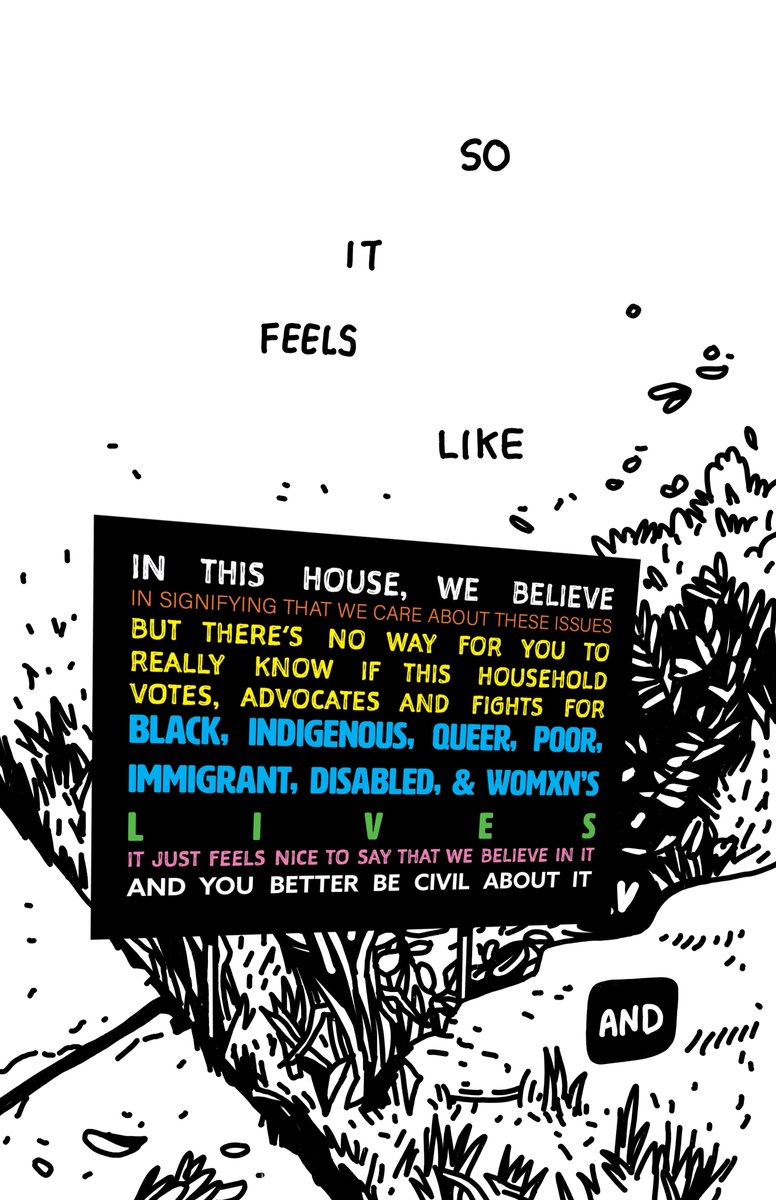 SO
IT
FEELS
LIKE
IN THIS HOUSE, WE BELIEVE
IN SIGNIFYING THAT WE CARE ABOUT THESE ISSUES
BUT THERE'S NO WAY FOR YOU TO
REALLY KNOW IF THIS HOUSEHOLD
VOTES, ADVOCATES AND FIGHTS FOR
BLACK, INDIGENOUS, QUEER, POOR,
IMMIGRANT, DISABLED, & WOMXN'S
LIVES
IT JUST FEELS NICE TO SAY THAT WE BELIEVE IN IT
AND YOU BETTER BE CIVIL ABOUT IT
AND